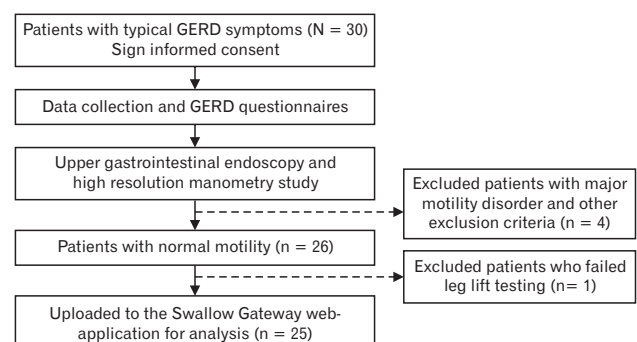 Patients with typical GERD symptoms (N = 30)
Sign informed consent
Data collection and GERD questionnaires
Upper gastrointestinal endoscopy and
high resolution manometry study
Excluded patients with major
motility disorder and other
exclusion criteria (n = 4)
Patients with normal motility (n = 26)
Excluded patients who failed
leg lift testing (n= 1)
Uploaded to the Swallow Gateway web-
application for analysis (n = 25)